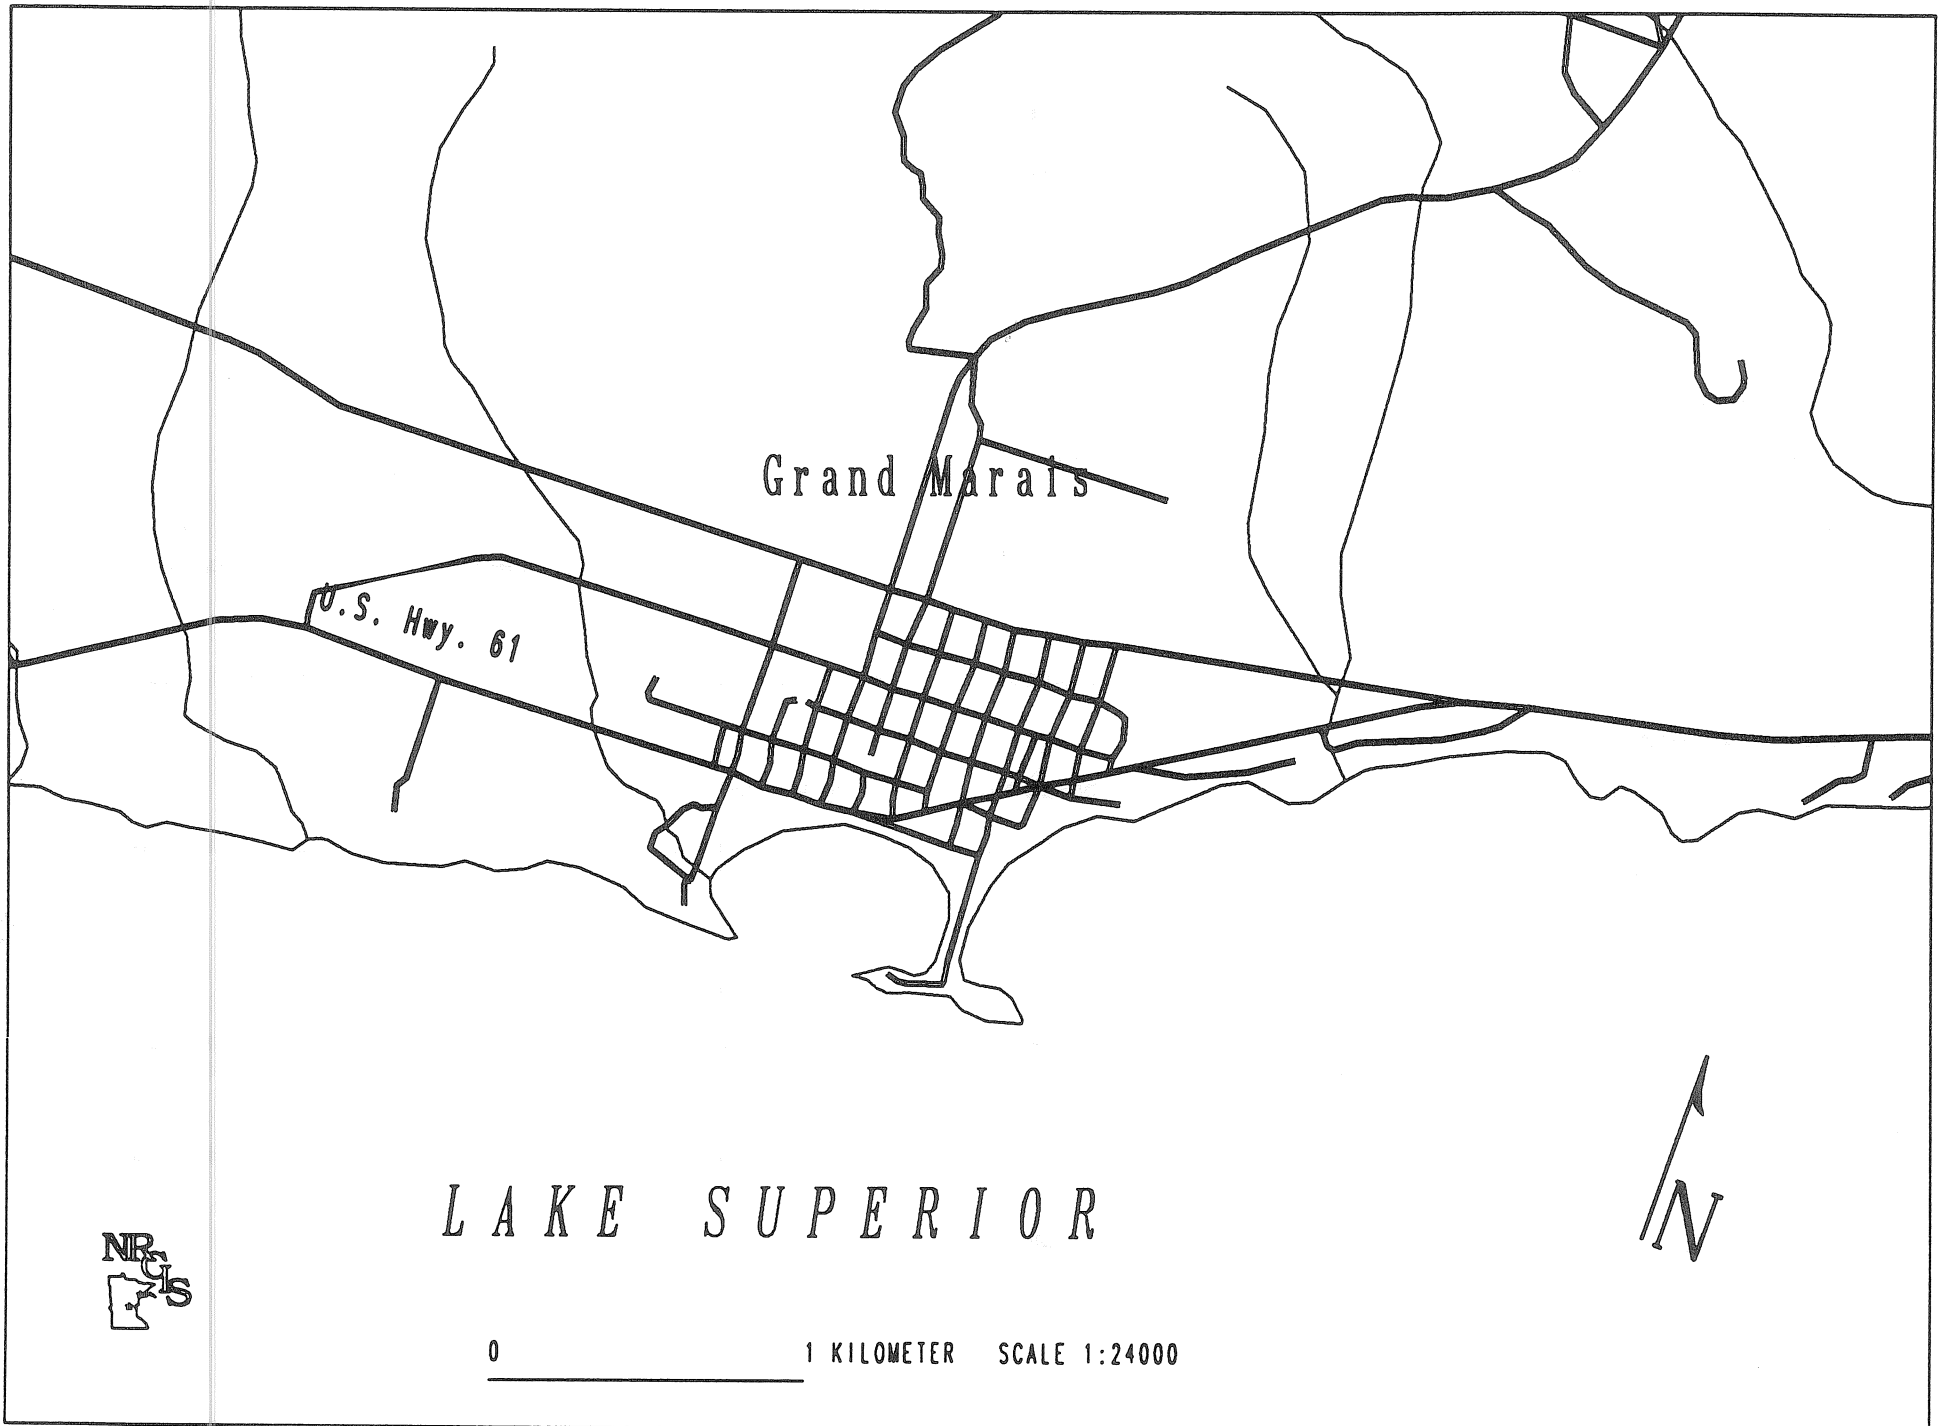 Grand Marais
U.S. Hwy. 61
LAKE SUPERIOR
N
NRGIS
0 1 KILOMETER SCALE 1:24000